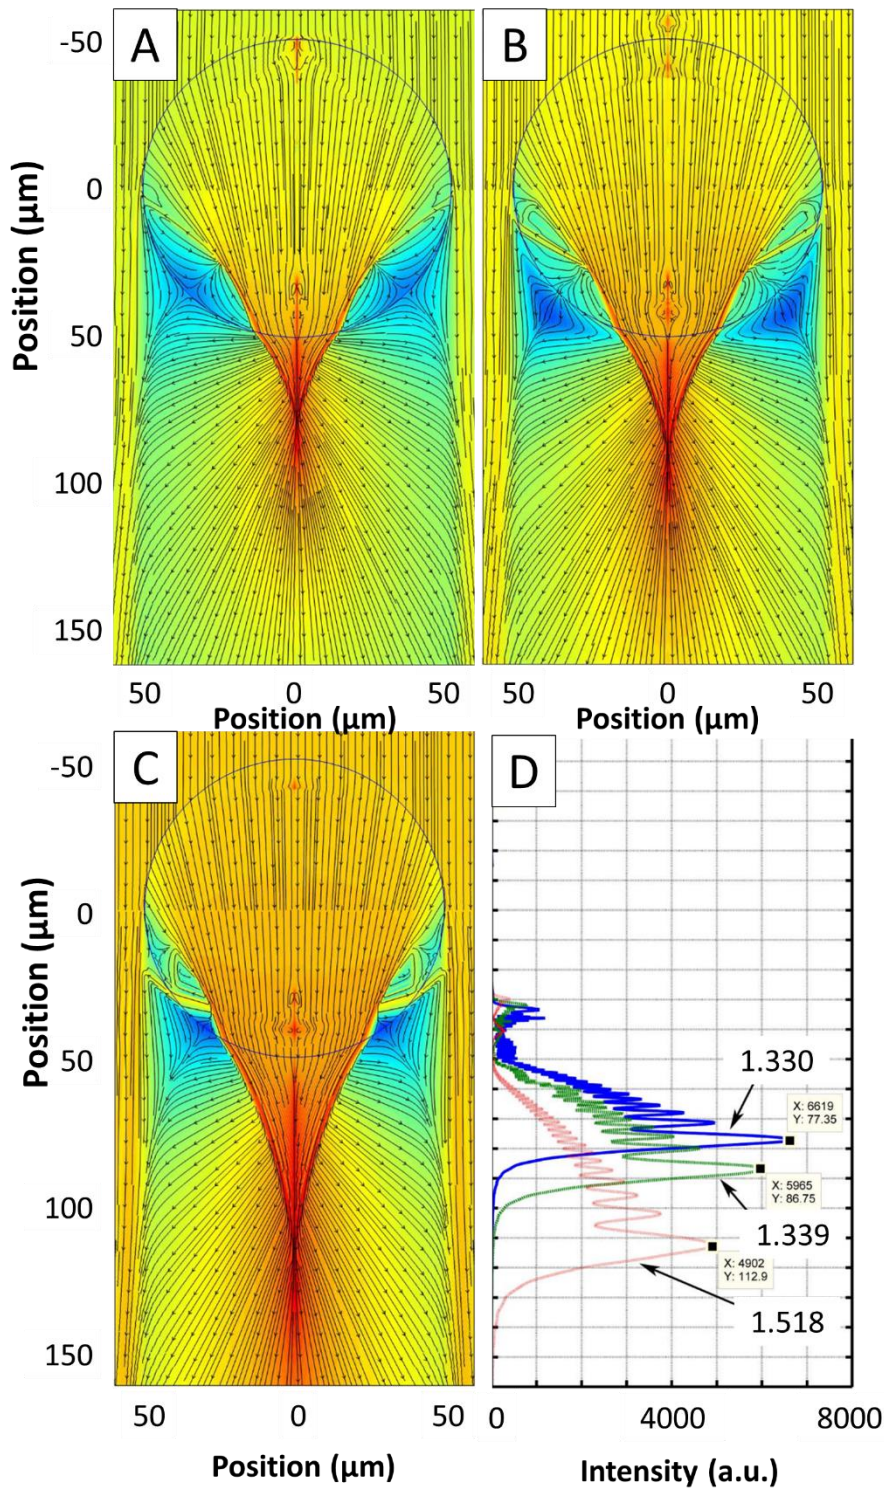 A
B
-50
0
50
100
150
Position (µm)
50
0
50
Position (µm)
50
0
50
Position (µm)
C
D
-50
0
50
100
150
Position (µm)
1.330
X: 6619
Y: 77.35
X: 5965
Y: 86.75
1.339
X: 4902
Y: 112.9
1.518
50
0
50
Position (µm)
0
4000
8000
Intensity (a.u.)